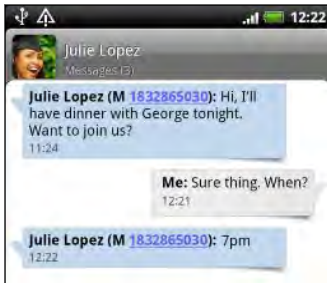 12:22
Julie Lopez
Messages (3)
Julie Lopez (M 1832865030): Hi, I'll
have dinner with George tonight.
Want to join us?
11:24
Me: Sure thing. When?
12:21
Julie Lopez (M 1832865030): 7pm
12:22